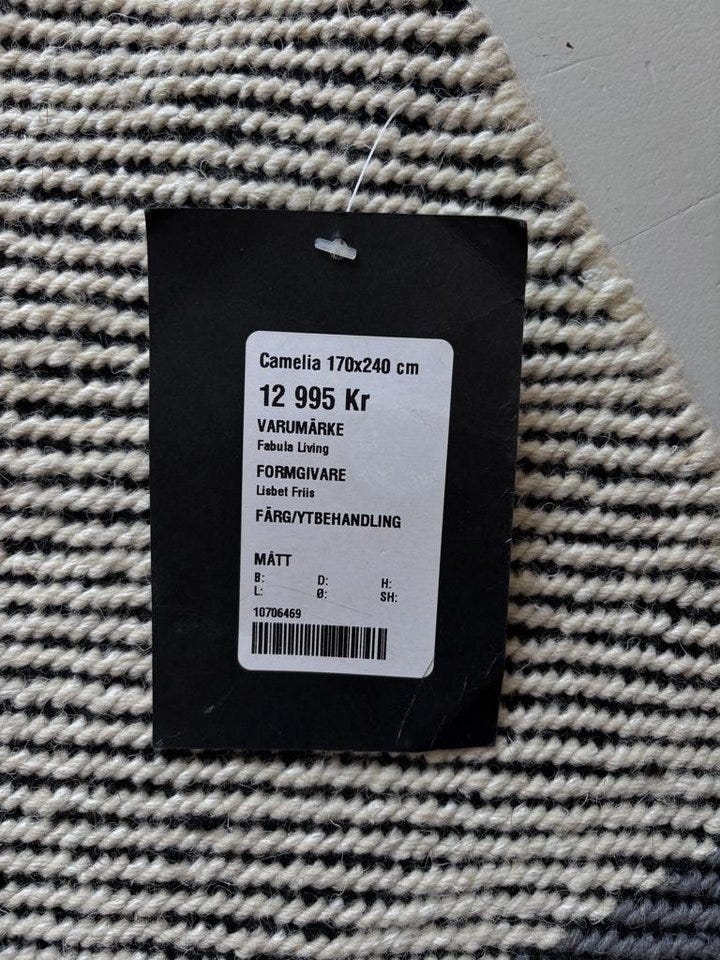 Camelia 170x240 cm
12 995 Kr
VARUMÄRKE
Fabula Living
FORMGIVARE
Lisbet Friis
FÄRG/YTBEHANDLING
MÅTT
B: D: H:
L: Ø: SH:
10706469